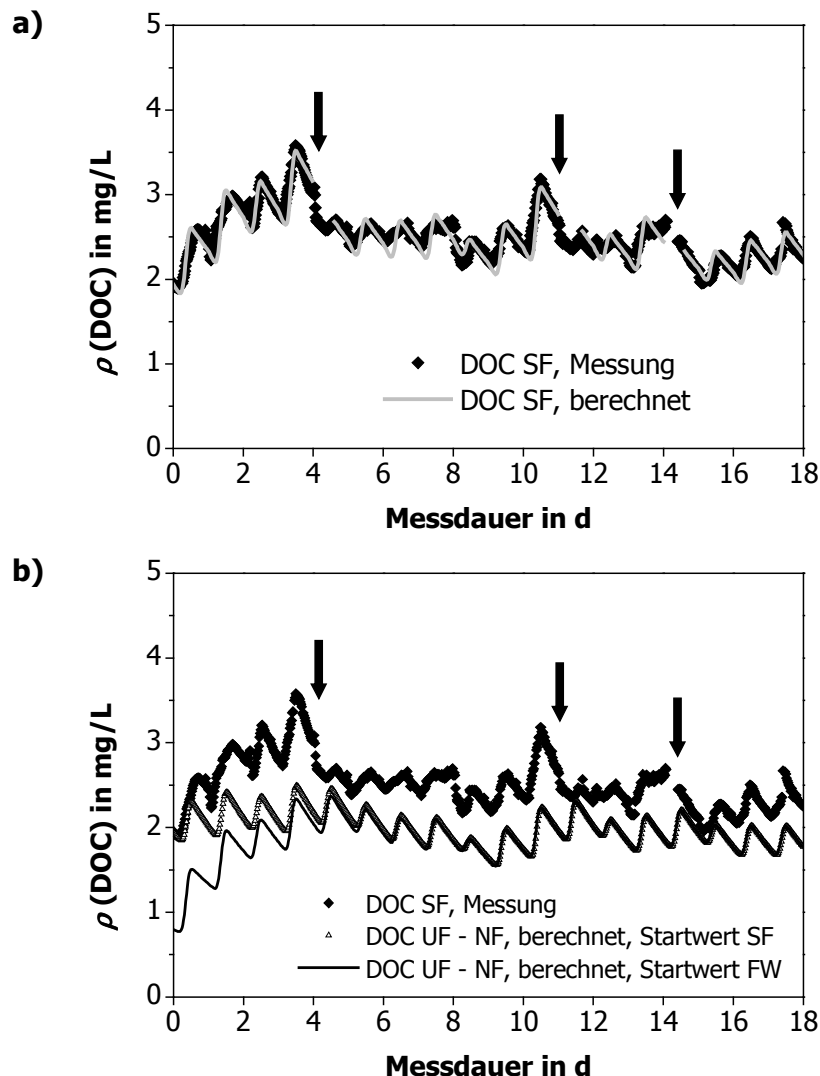 a)
ρ (DOC) in mg/L
5
4
3
2
1
0
DOC SF, Messung
DOC SF, berechnet
0 2 4 6 8 10 12 14 16 18
Messdauer in d
b)
ρ (DOC) in mg/L
5
4
3
2
1
0
DOC SF, Messung
DOC UF - NF, berechnet, Startwert SF
DOC UF - NF, berechnet, Startwert FW
0 2 4 6 8 10 12 14 16 18
Messdauer in d